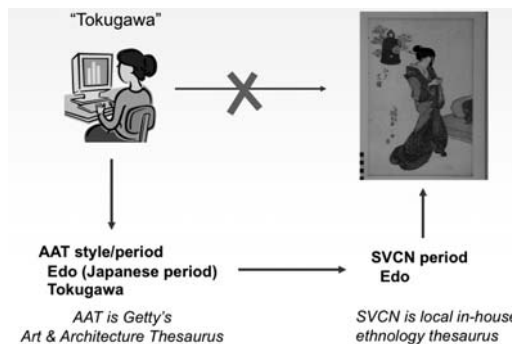 “Tokugawa”
AAT style/period
Edo (Japanese period)
Tokugawa
AAT is Getty’s
Art & Architecture Thesaurus
SVCN period
Edo
SVCN is local in-house
ethnology thesaurus